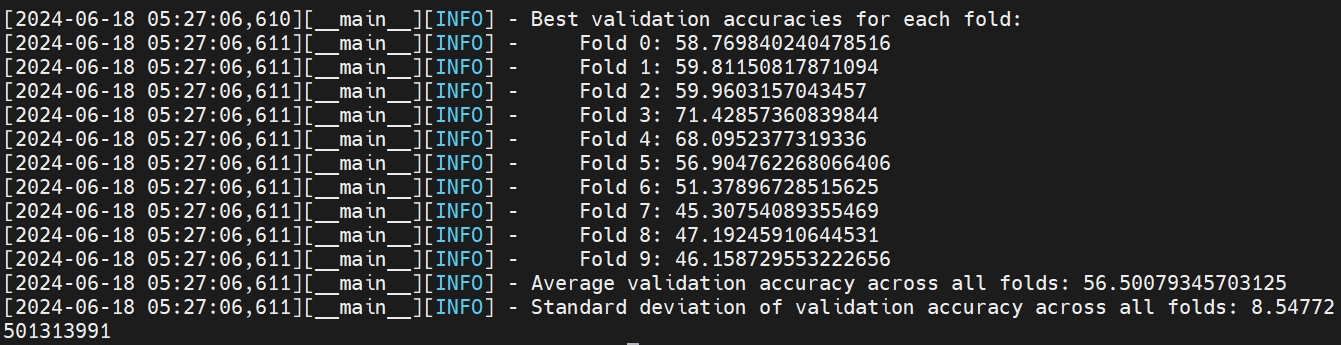 [2024-06-18 05:27:06,610][__main__][INFO] - Best validation accuracies for each fold:
[2024-06-18 05:27:06,611][__main__][INFO] -     Fold 0: 58.769840240478516
[2024-06-18 05:27:06,611][__main__][INFO] -     Fold 1: 59.81150817871094
[2024-06-18 05:27:06,611][__main__][INFO] -     Fold 2: 59.9603157043457
[2024-06-18 05:27:06,611][__main__][INFO] -     Fold 3: 71.42857360839844
[2024-06-18 05:27:06,611][__main__][INFO] -     Fold 4: 68.0952377319336
[2024-06-18 05:27:06,611][__main__][INFO] -     Fold 5: 56.904762268066406
[2024-06-18 05:27:06,611][__main__][INFO] -     Fold 6: 51.37896728515625
[2024-06-18 05:27:06,611][__main__][INFO] -     Fold 7: 45.30754089355469
[2024-06-18 05:27:06,611][__main__][INFO] -     Fold 8: 47.19245910644531
[2024-06-18 05:27:06,611][__main__][INFO] -     Fold 9: 46.158729553222656
[2024-06-18 05:27:06,611][__main__][INFO] - Average validation accuracy across all folds: 56.50079345703125
[2024-06-18 05:27:06,611][__main__][INFO] - Standard deviation of validation accuracy across all folds: 8.54772
501313991